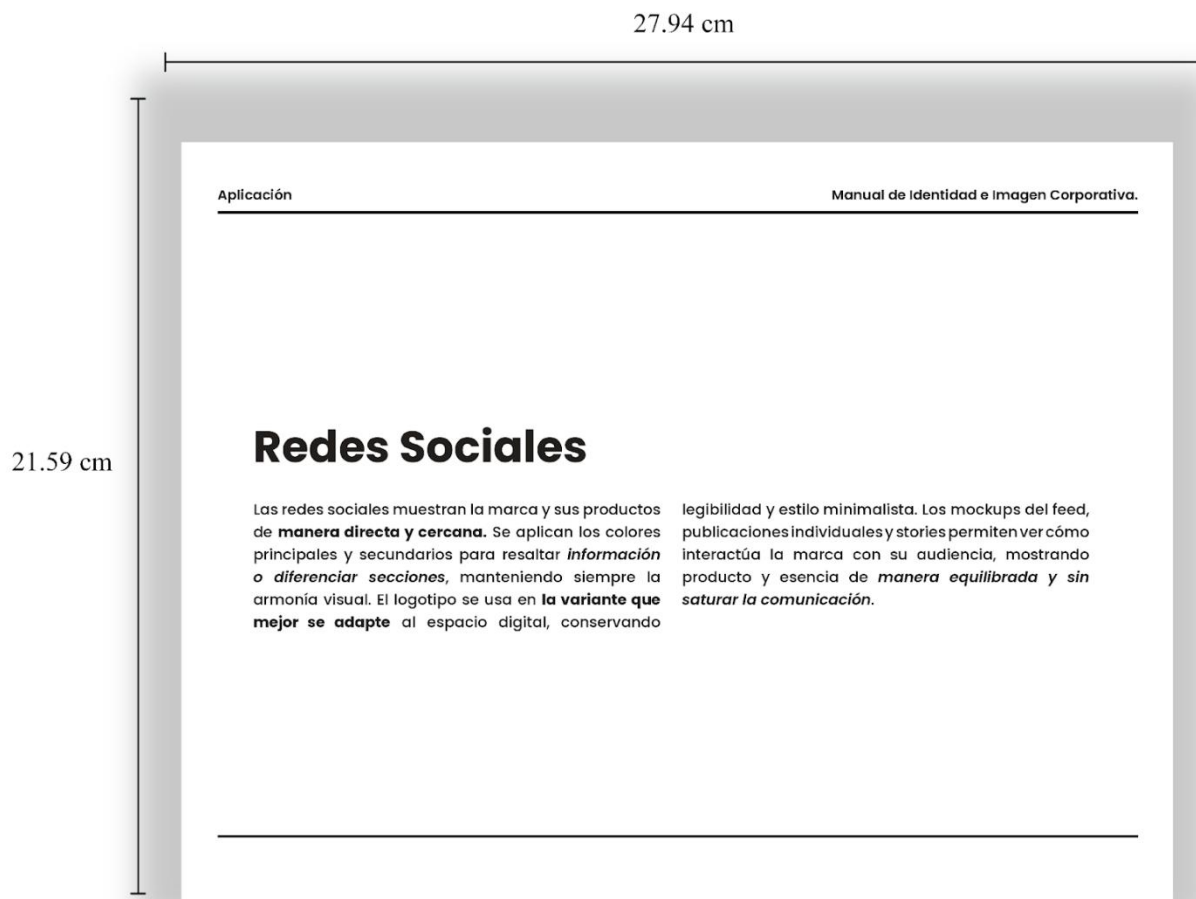 27.94 cm
21.59 cm
Aplicación
Manual de Identidad e Imagen Corporativa.
Redes Sociales
Las redes sociales muestran la marca y sus productos
de manera directa y cercana. Se aplican los colores
principales y secundarios para resaltar información
o diferenciar secciones, manteniendo siempre la
armonía visual. El logotipo se usa en la variante que
mejor se adapte al espacio digital, conservando
legibilidad y estilo minimalista. Los mockups del feed,
publicaciones individuales y stories permiten ver cómo
interactúa la marca con su audiencia, mostrando
producto y esencia de manera equilibrada y sin
saturar la comunicación.